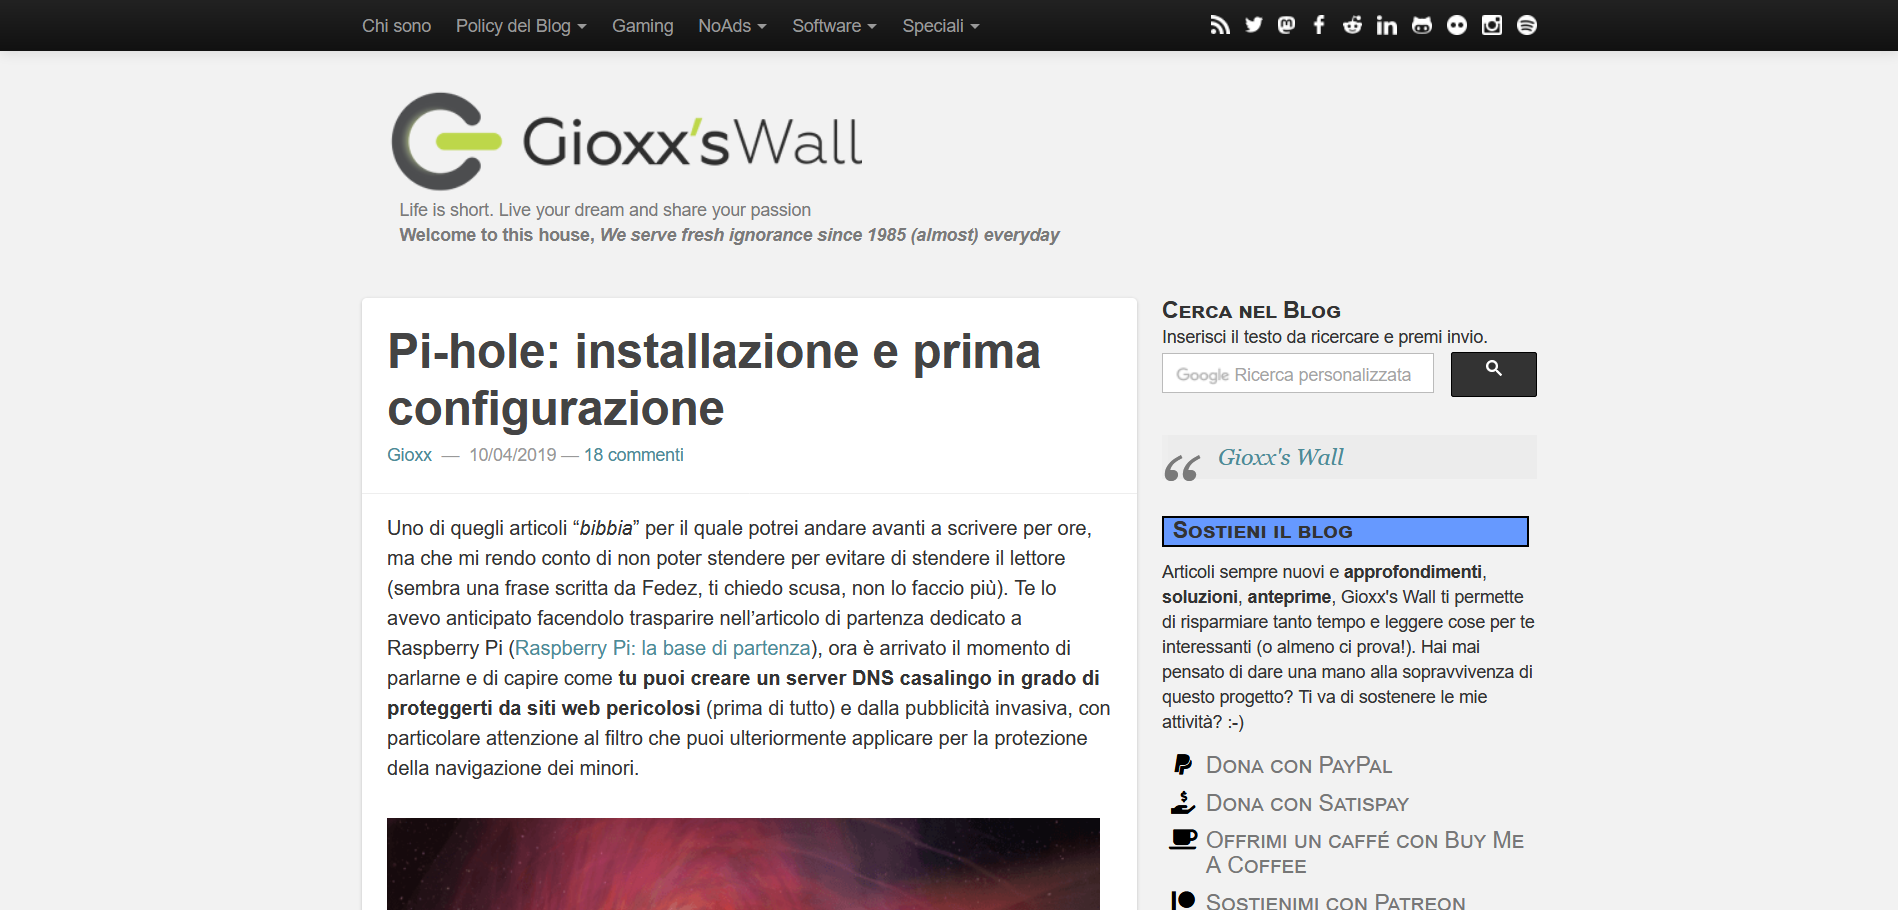 Chi sono Policy del Blog Gaming NoAds Software Speciali
Gioxx's Wall
Life is short. Live your dream and share your passion
Welcome to this house, We serve fresh ignorance since 1985 (almost) everyday
Pi-hole: installazione e prima
configurazione
Gioxx — 10/04/2019 — 18 commenti
Uno di quegli articoli “bibbia” per il quale potrei andare avanti a scrivere per ore,
ma che mi rendo conto di non poter stendere per evitare di stendere il lettore
(sembra una frase scritta da Fedez, ti chiedo scusa, non lo faccio più). Te lo
avevo anticipato facendolo trasparire nell’articolo di partenza dedicato a
Raspberry Pi (Raspberry Pi: la base di partenza), ora è arrivato il momento di
parlarne e di capire come tu puoi creare un server DNS casalingo in grado di
proteggerti da siti web pericolosi (prima di tutto) e dalla pubblicità invasiva, con
particolare attenzione al filtro che puoi ulteriormente applicare per la protezione
della navigazione dei minori.
Cerca nel Blog
Inserisci il testo da ricercare e premi invio.
Google Ricerca personalizzata
“ Gioxx's Wall
Sostieni il blog
Articoli sempre nuovi e approfondimenti,
soluzioni, anteprime, Gioxx's Wall ti permette
di risparmiare tanto tempo e leggere cose per te
interessanti (o almeno ci prova!). Hai mai
pensato di dare una mano alla sopravvivenza di
questo progetto? Ti va di sostenere le mie
attività? :-)
Dona con PayPal
Dona con Satispay
Offrimi un caffé con Buy Me
A Coffee
Sostienimi con Patreon